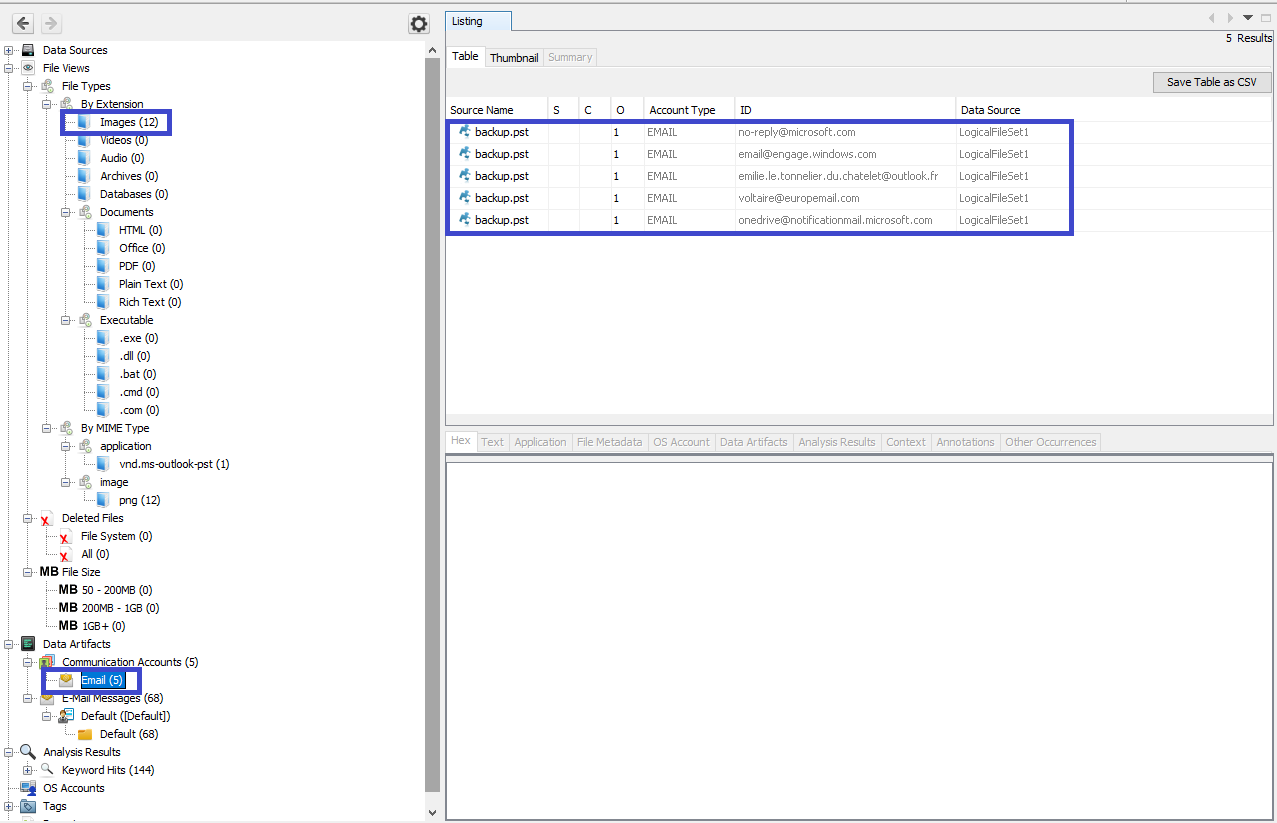 Data Sources
File Views
File Types
By Extension
Images (12)
Videos (0)
Audio (0)
Archives (0)
Databases (0)
Documents
HTML (0)
Office (0)
PDF (0)
Plain Text (0)
Rich Text (0)
Executable
.exe (0)
.dll (0)
.bat (0)
.cmd (0)
.com (0)
By MIME Type
application
vnd.ms-outlook-pst (1)
image
png (12)
Deleted Files
File System (0)
All (0)
MB File Size
MB 50 - 200MB (0)
MB 200MB - 1GB (0)
MB 1GB+ (0)
Data Artifacts
Communication Accounts (5)
Email (5)
E-Mail Messages (68)
Default ([Default])
Default (68)
Analysis Results
Keyword Hits (144)
OS Accounts
Tags
Listing
5 Results
Table Thumbnail Summary
Save Table as CSV
Source Name S C O Account Type ID Data Source
backup.pst 1 EMAIL no-reply@microsoft.com LogicalFileSet1
backup.pst 1 EMAIL email@engage.windows.com LogicalFileSet1
backup.pst 1 EMAIL emilie.le.tonnelier.du.chatelet@outlook.fr LogicalFileSet1
backup.pst 1 EMAIL voltaire@europemail.com LogicalFileSet1
backup.pst 1 EMAIL onedrive@notificationmail.microsoft.com LogicalFileSet1
Hex Text Application File Metadata OS Account Data Artifacts Analysis Results Context Annotations Other Occurrences